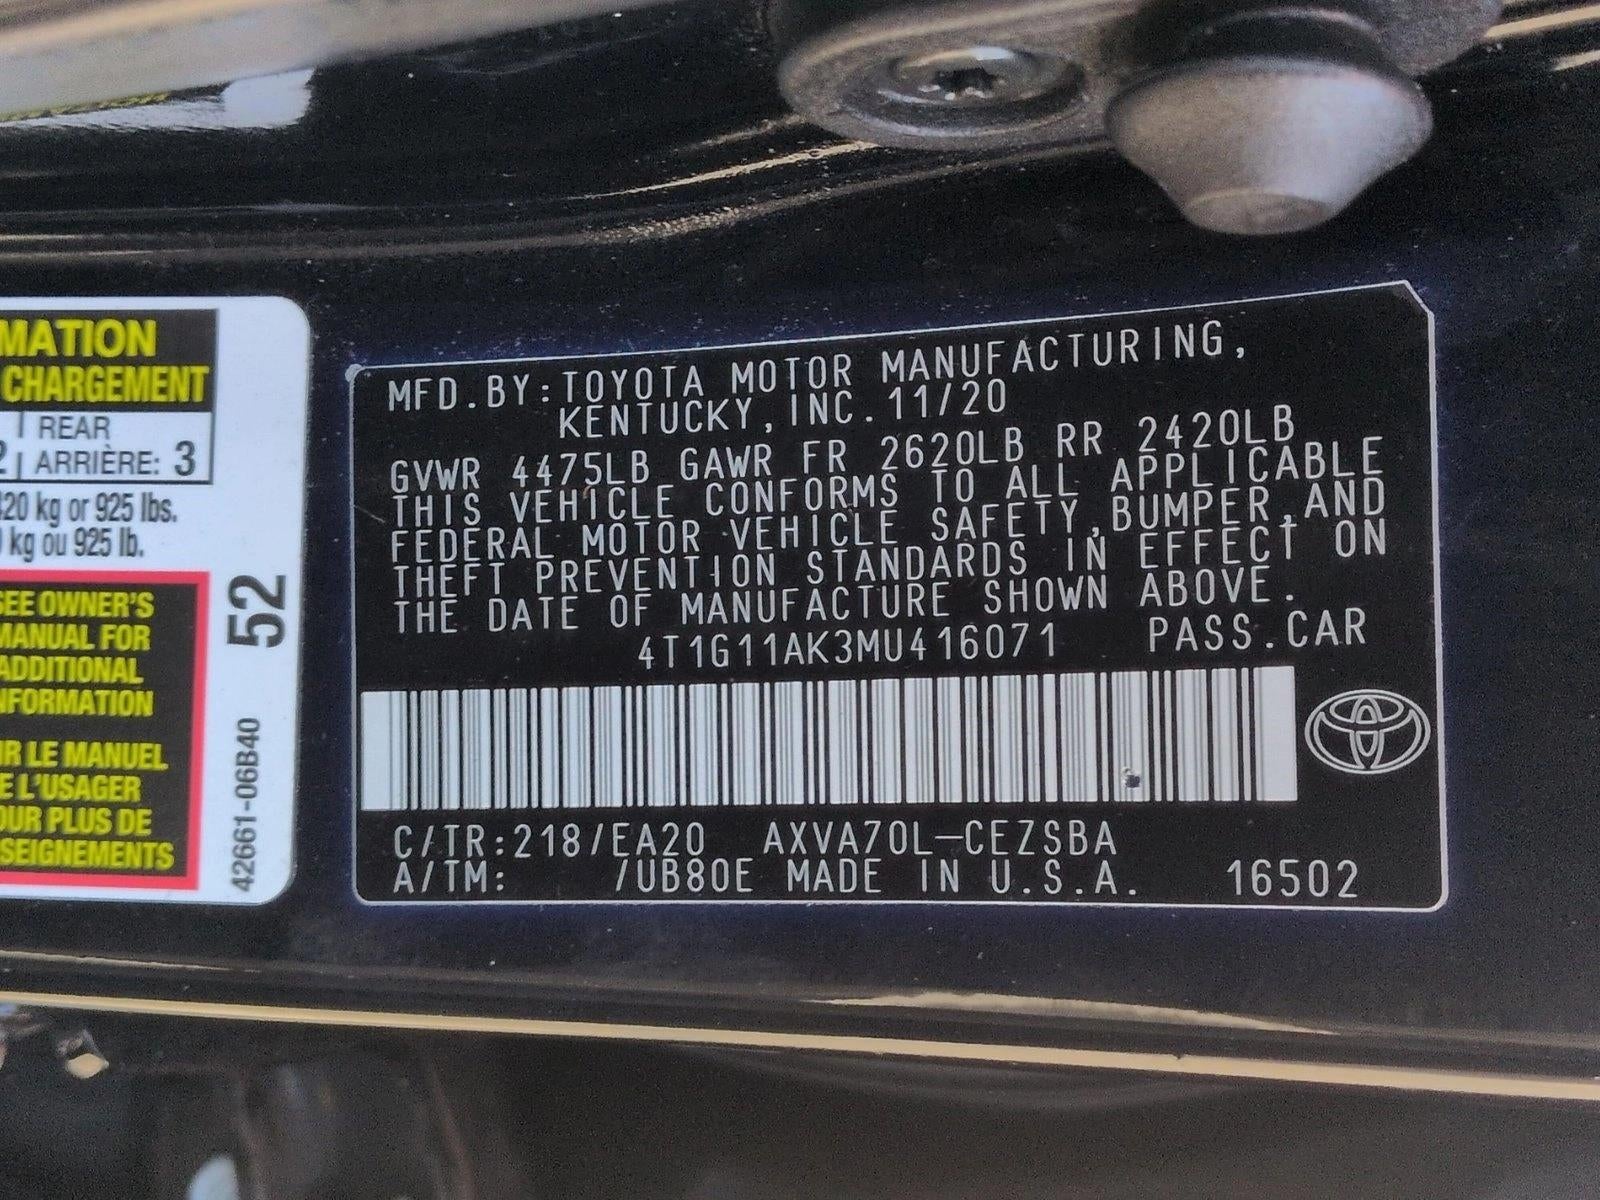 MATION
CHARGEMENT
REAR
ARRIÈRE: 3
kg or 925 lbs.
kg ou 925 lb.
SEE OWNER'S
MANUAL FOR
ADDITIONAL
INFORMATION
LE MANUEL
L'USAGER
PLUS DE
52
42661-06B40
MFD.BY:TOYOTA MOTOR MANUFACTURING,
KENTUCKY,INC.11/20
GVWR 4475LB GAWR FR 2620LB RR 2420LB
THIS VEHICLE CONFORMS TO ALL APPLICABLE
FEDERAL MOTOR VEHICLE SAFETY,BUMPER,AND
THEFT PREVENTION STANDARDS IN EFFECT ON
THE DATE OF MANUFACTURE SHOWN ABOVE.
4T1G11AK3MU416071 PASS.CAR
C/TR:218/EA20 AXVA70L-CEZSBA
A/TM: /UB80E MADE IN U.S.A. 16502